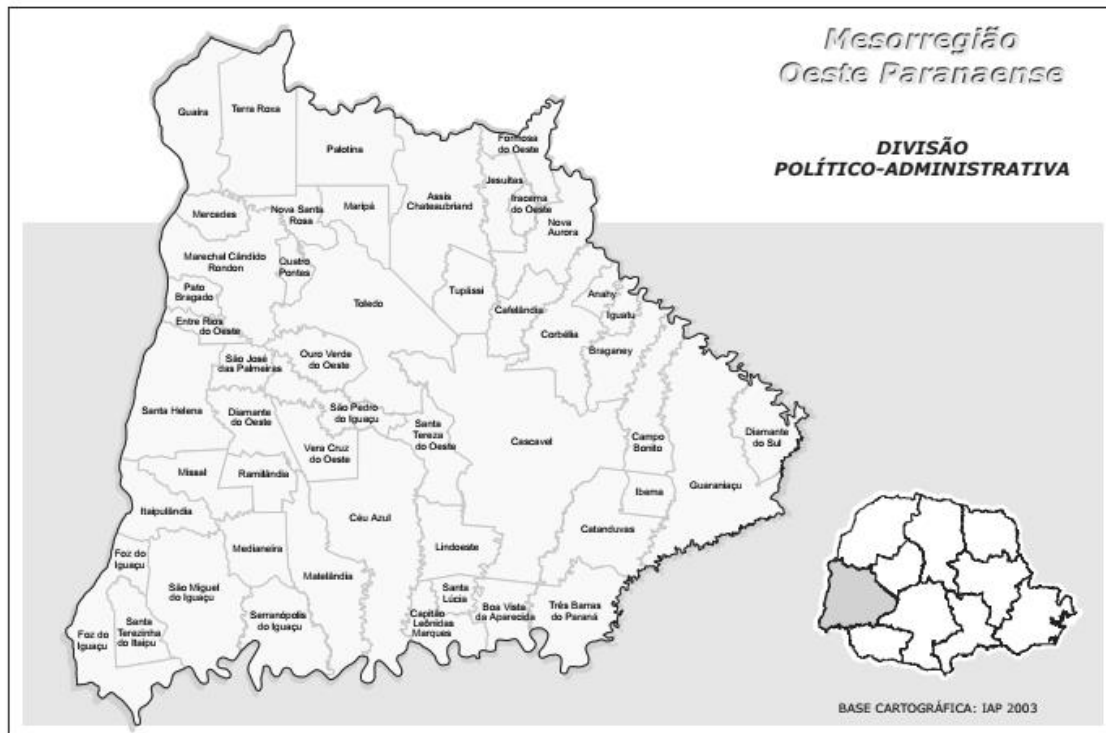 Mesorregião
Oeste Paranaense
DIVISÃO
POLÍTICO-ADMINISTRATIVA
Guaíra
Terra Roxa
Palotina
Formosa
do Oeste
Jesuítas
Assis
Chateaubriand
Iracema
do Oeste
Nova
Aurora
Mercedes
Nova Santa
Rosa
Maripá
Marechal Cândido
Rondon
Quatro
Pontes
Pato
Bragado
Toledo
Tupãssi
Cafelândia
Anahy
Iguatu
Corbélia
Entre Rios
do Oeste
Braganey
São José
das Palmeiras
Ouro Verde
do Oeste
Santa Helena
Diamante
do Oeste
São Pedro
do Iguaçu
Santa
Tereza
do Oeste
Cascavel
Campo
Bonito
Diamante
do Sul
Vera Cruz
do Oeste
Missal
Ramilândia
Ibema
Guaraniaçu
Itaipulândia
Céu Azul
Catanduvas
Foz do
Iguaçu
Medianeira
Lindoeste
São Miguel
do Iguaçu
Matelândia
Santa
Lúcia
Santa
Terezinha
do Itaipu
Serranópolis
do Iguaçu
Capitão
Leônidas
Marques
Boa Vista
da Aparecida
Três Barras
do Paraná
Foz do
Iguaçu
BASE CARTOGRÁFICA: IAP 2003